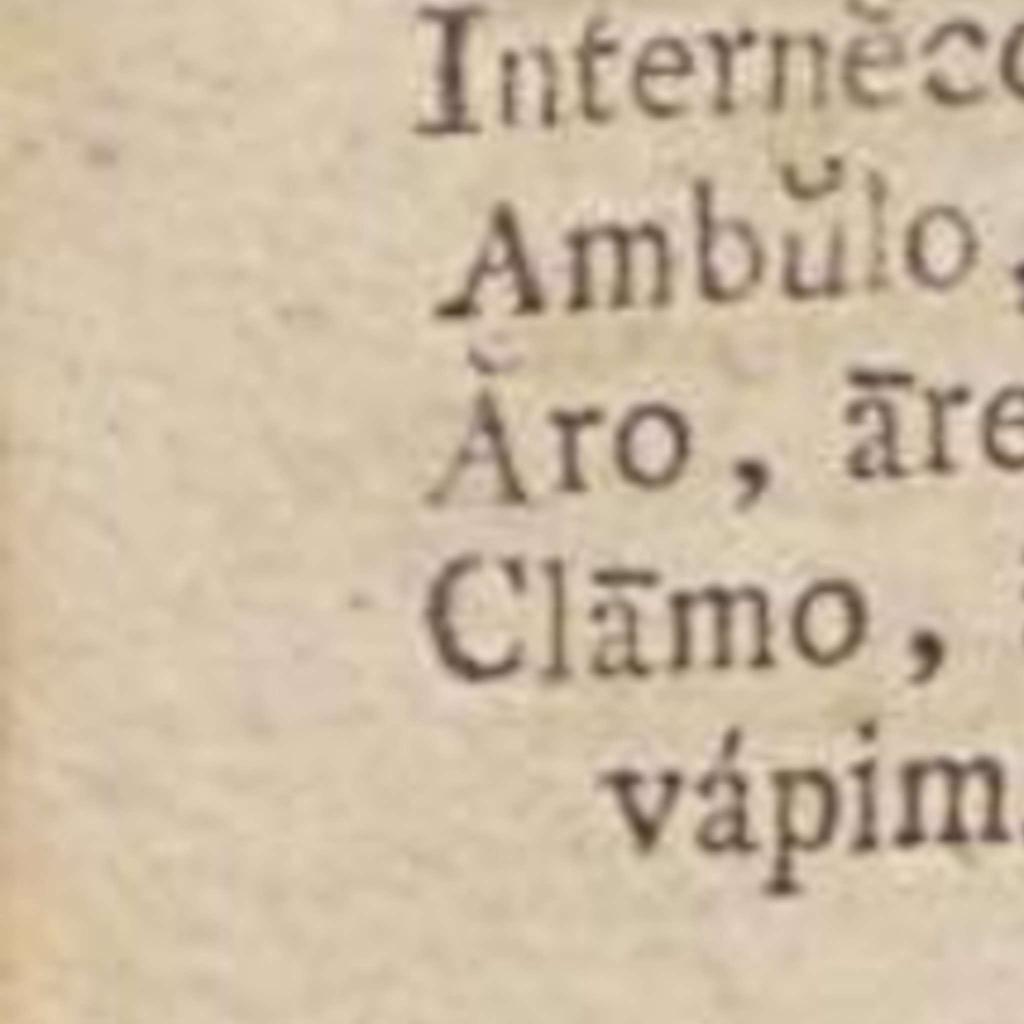 Internĕco
Ambŭlo,
Ăro, āre
Clāmo,
vápim